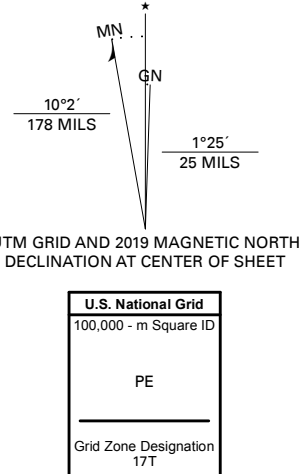 ★
MN
GN
10°2´
178 MILS
1°25´
25 MILS
UTM GRID AND 2019 MAGNETIC NORTH
DECLINATION AT CENTER OF SHEET
U.S. National Grid
100,000 - m Square ID
PE
Grid Zone Designation
17T